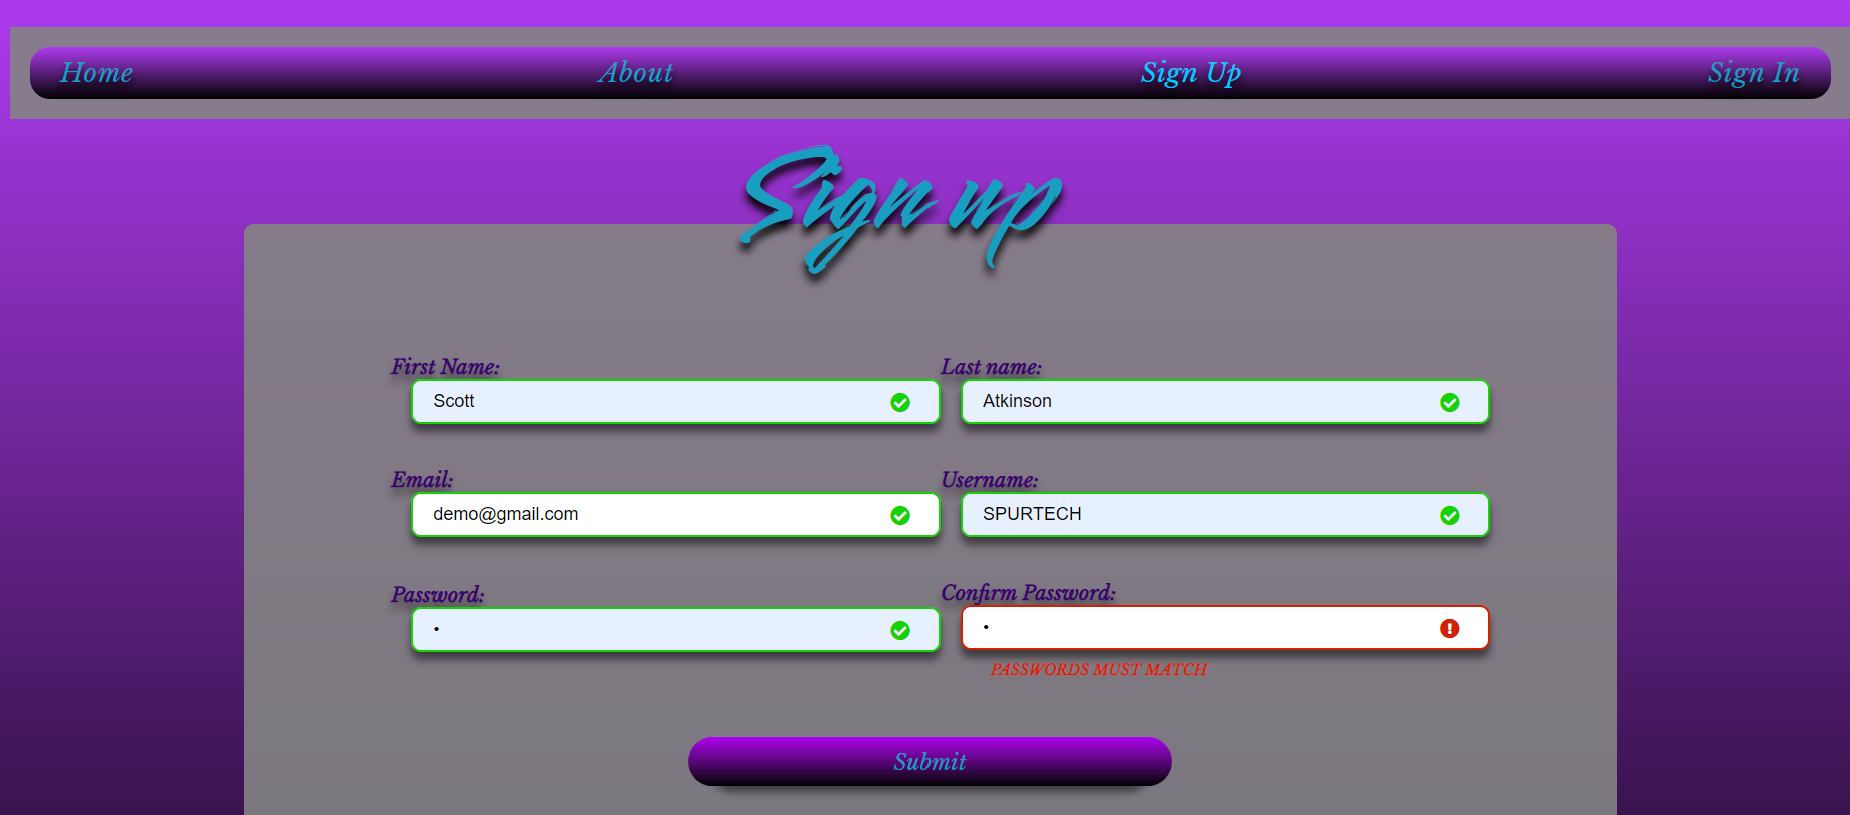 Home About Sign Up Sign In
Sign up
First Name: Last name:
Scott Atkinson
Email: Username:
demo@gmail.com SPURTECH
Password: Confirm Password:
• •
PASSWORDS MUST MATCH
Submit